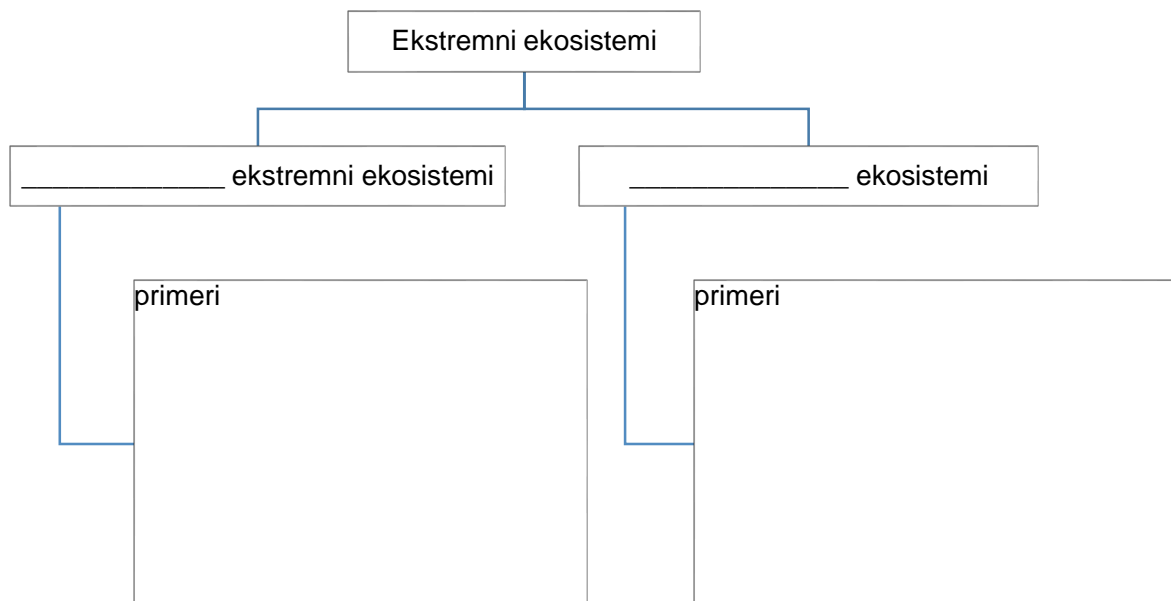 Ekstremni ekosistemi
_____________ ekstremni ekosistemi
______________ ekosistemi
primeri
primeri